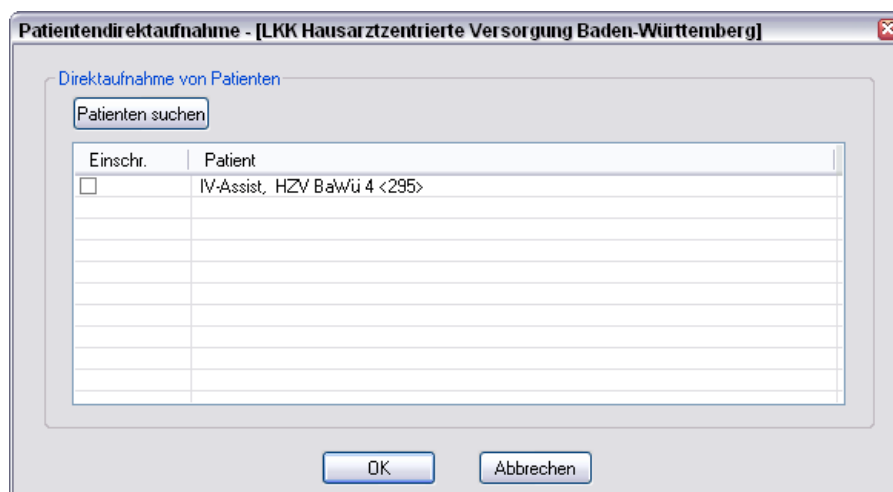 Patientendirektaufnahme - [LKK Hausarztzentrierte Versorgung Baden-Württemberg]
Direktaufnahme von Patienten
Patienten suchen
Einschr. Patient
IV-Assist, HZV BaWü 4 <295>
OK Abbrechen